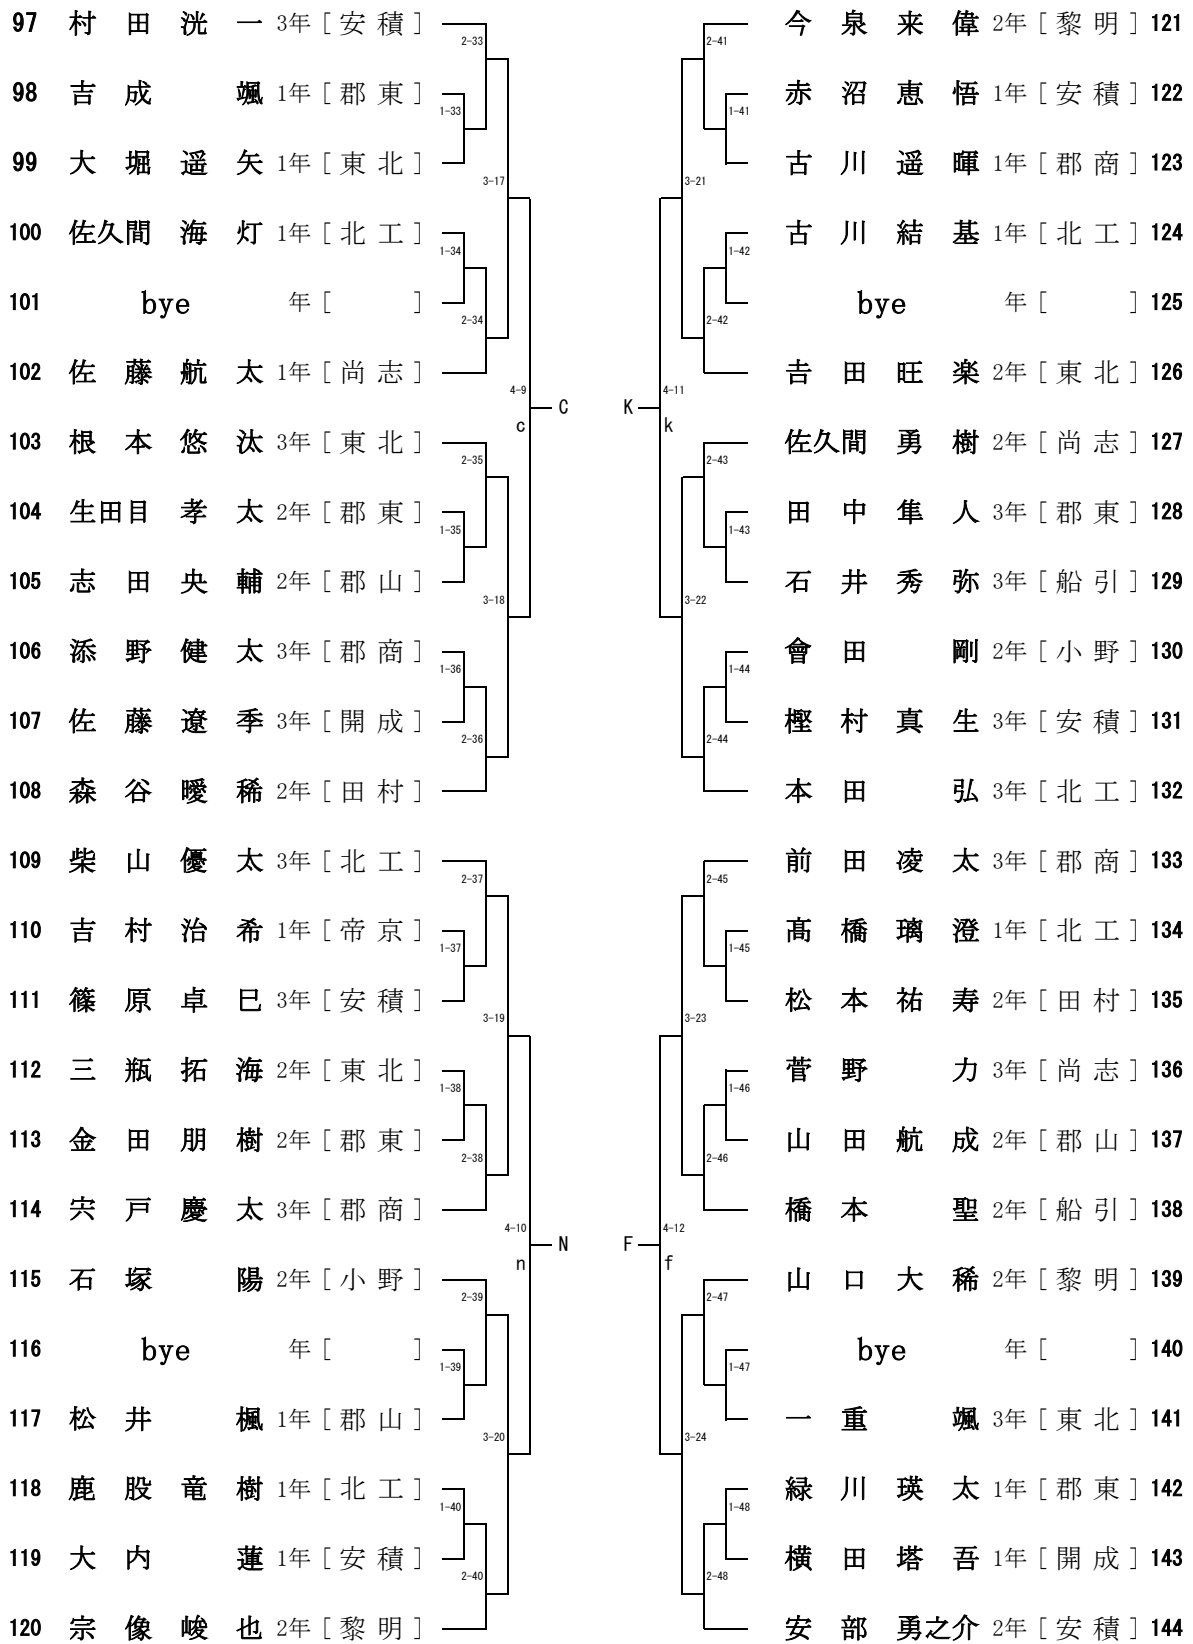 97 村田洸一 3年 [安積]
2-33
98 吉成颯 1年 [郡東]
1-33
99 大堀遥矢 1年 [東北]
3-17
100 佐久間海灯 1年 [北工]
1-34
101 bye 年 [ ]
2-34
102 佐藤航太 1年 [尚志]
4-9
C
c
103 根本悠汰 3年 [東北]
2-35
104 生田目孝太 2年 [郡東]
1-35
105 志田央輔 2年 [郡山]
3-18
106 添野健太 3年 [郡商]
1-36
107 佐藤遼季 3年 [開成]
2-36
108 森谷曖稀 2年 [田村]
109 柴山優太 3年 [北工]
2-37
110 吉村治希 1年 [帝京]
1-37
111 篠原卓巳 3年 [安積]
3-19
112 三瓶拓海 2年 [東北]
1-38
113 金田朋樹 2年 [郡東]
2-38
114 宍戸慶太 3年 [郡商]
4-10
N
n
115 石塚陽 2年 [小野]
2-39
116 bye 年 [ ]
1-39
117 松井楓 1年 [郡山]
3-20
118 鹿股竜樹 1年 [北工]
1-40
119 大内蓮 1年 [安積]
2-40
120 宗像峻也 2年 [黎明]
今泉来偉 2年 [黎明] 121
2-41
赤沼恵悟 1年 [安積] 122
1-41
古川遥暉 1年 [郡商] 123
3-21
古川結基 1年 [北工] 124
1-42
bye 年 [ ] 125
2-42
𠮷田旺楽 2年 [東北] 126
4-11
K
k
佐久間勇樹 2年 [尚志] 127
2-43
田中隼人 3年 [郡東] 128
1-43
石井秀弥 3年 [船引] 129
3-22
會田剛 2年 [小野] 130
1-44
樫村真生 3年 [安積] 131
2-44
本田弘 3年 [北工] 132
前田凌太 3年 [郡商] 133
2-45
髙橋璃澄 1年 [北工] 134
1-45
松本祐寿 2年 [田村] 135
3-23
菅野力 3年 [尚志] 136
1-46
山田航成 2年 [郡山] 137
2-46
橋本聖 2年 [船引] 138
4-12
F
f
山口大稀 2年 [黎明] 139
2-47
bye 年 [ ] 140
1-47
一重颯 3年 [東北] 141
3-24
緑川瑛太 1年 [郡東] 142
1-48
横田塔吾 1年 [開成] 143
2-48
安部勇之介 2年 [安積] 144